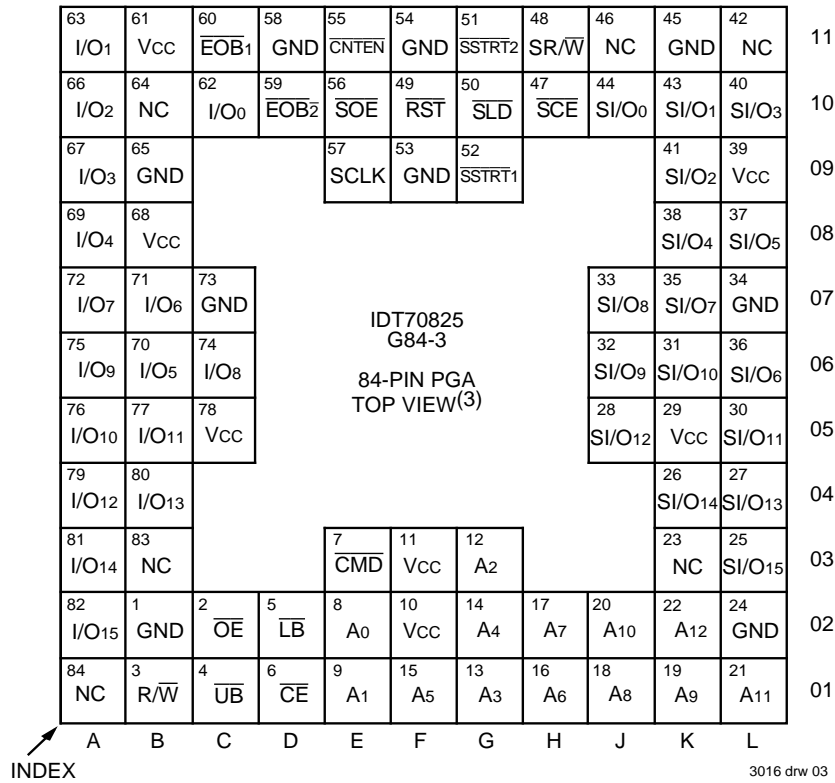 63 61 60 58 55 54 51 48 46 45 42
I/O1 VCC EOB1 GND CNTEN GND SSTRT2 SR/W NC GND NC 11
66 64 62 59 56 49 50 47 44 43 40
I/O2 NC I/O0 EOB2 SOE RST SLD SCE SI/O0 SI/O1 SI/O3 10
67 65 57 53 52 41 39
I/O3 GND SCLK GND SSTRT1 SI/O2 VCC 09
69 68 38 37
I/O4 VCC SI/O4 SI/O5 08
72 71 73 33 35 34
I/O7 I/O6 GND SI/O8 SI/O7 GND 07
IDT70825
G84-3
75 70 74 32 31 36
I/O9 I/O5 I/O8 SI/O9 SI/O10 SI/O6 06
84-PIN PGA
TOP VIEW(3)
76 77 78 28 29 30
I/O10 I/O11 VCC SI/O12 VCC SI/O11 05
79 80 26 27
I/O12 I/O13 SI/O14 SI/O13 04
81 83 7 11 12 23 25
I/O14 NC CMD VCC A2 NC SI/O15 03
82 1 2 5 8 10 14 17 20 22 24
I/O15 GND OE LB A0 VCC A4 A7 A10 A12 GND 02
84 3 4 6 9 15 13 16 18 19 21
NC R/W UB CE A1 A5 A3 A6 A8 A9 A11 01
A B C D E F G H J K L
INDEX
3016 drw 03